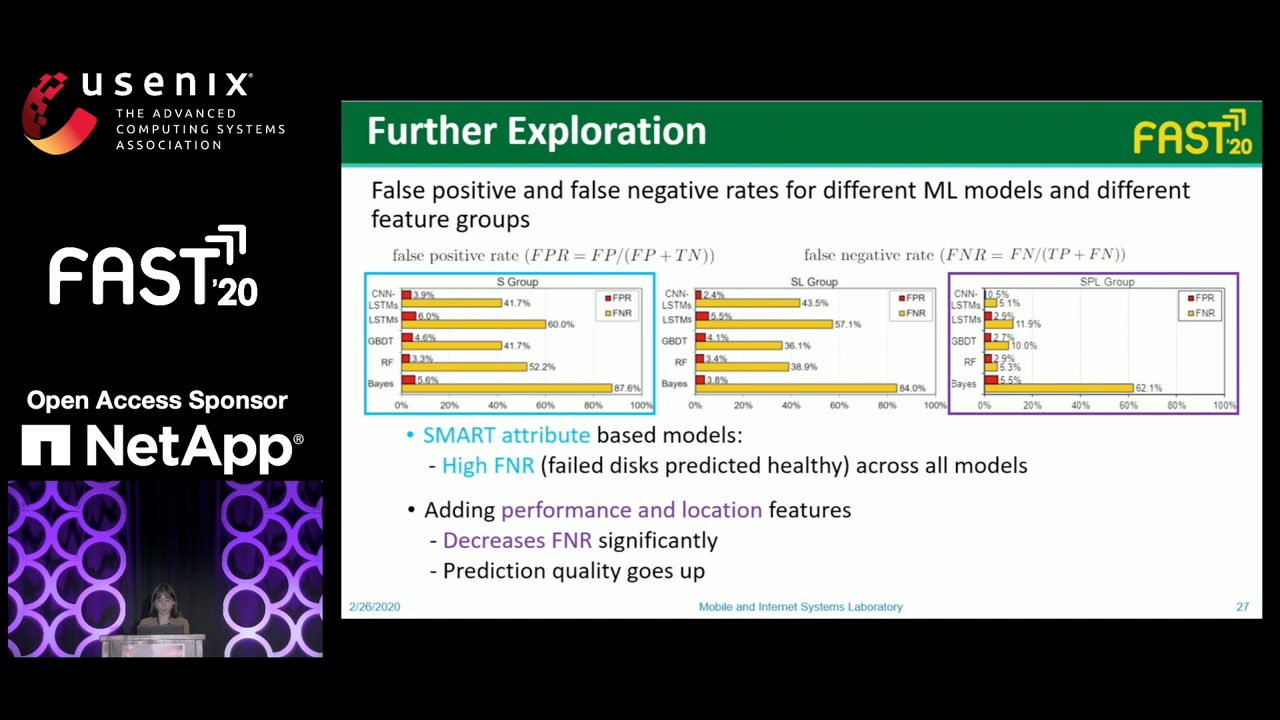 usenix®
THE ADVANCED
COMPUTING SYSTEMS
ASSOCIATION
FAST'20
Open Access Sponsor
NetApp®
Further Exploration
FAST'20
False positive and false negative rates for different ML models and different
feature groups
false positive rate (FPR = FP/(FP + TN))
false negative rate (FNR = FN/(TP + FN))
S Group
CNN-
LSTMs
3.9%
41.7%
LSTMs
6.0%
60.0%
GBDT
4.6%
41.7%
RF
3.3%
52.2%
Bayes
5.6%
87.6%
FPR
FNR
0% 20% 40% 60% 80% 100%
SL Group
CNN-
LSTMs
2.4%
43.5%
LSTMs
5.5%
57.1%
GBDT
4.1%
36.1%
RF
3.4%
38.9%
Bayes
3.8%
84.0%
FPR
FNR
0% 20% 40% 60% 80% 100%
SPL Group
CNN-
LSTMs
0.5%
5.1%
LSTMs
2.9%
11.9%
GBDT
2.7%
10.0%
RF
2.9%
5.3%
Bayes
5.5%
62.1%
FPR
FNR
0% 20% 40% 60% 80% 100%
• SMART attribute based models:
- High FNR (failed disks predicted healthy) across all models
• Adding performance and location features
- Decreases FNR significantly
- Prediction quality goes up
2/26/2020
Mobile and Internet Systems Laboratory
27